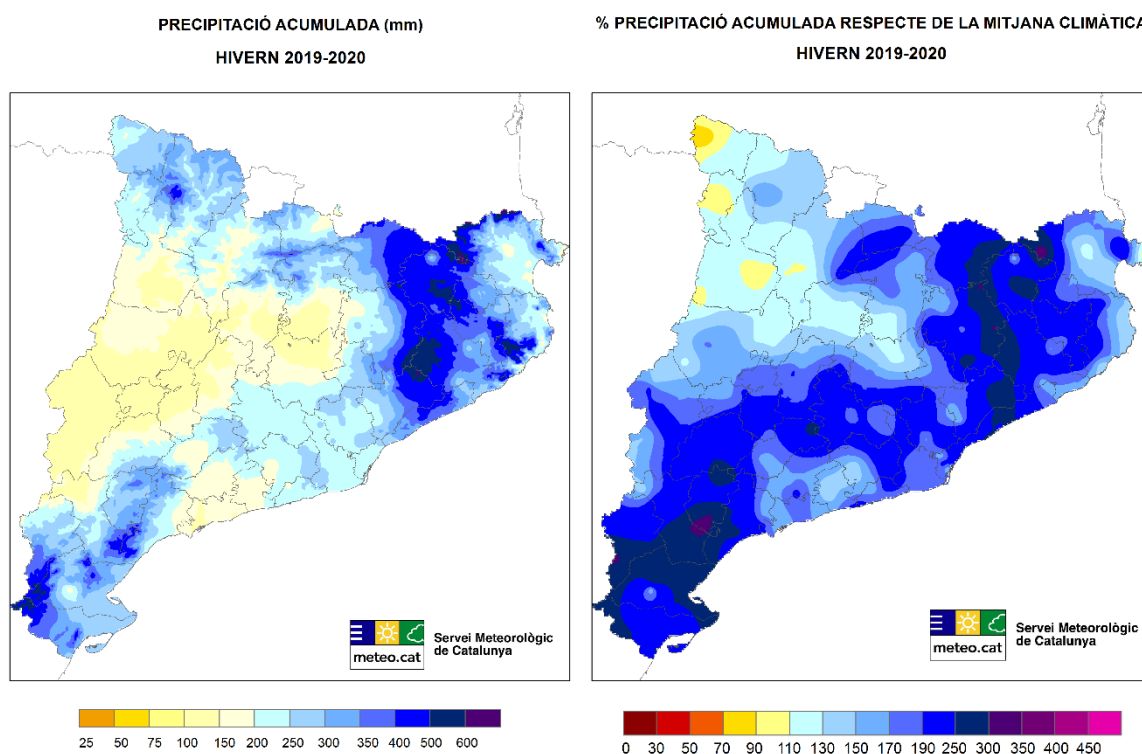 PRECIPITACIÓ ACUMULADA (mm)
HIVERN 2019-2020
% PRECIPITACIÓ ACUMULADA RESPECTE DE LA MITJANA CLIMÀTICA
HIVERN 2019-2020
meteo.cat
Servei Meteorològic
de Catalunya
meteo.cat
Servei Meteorològic
de Catalunya
25 50 75 100 150 200 250 300 350 400 500 600
0 30 50 70 90 110 130 150 170 190 250 300 350 400 450